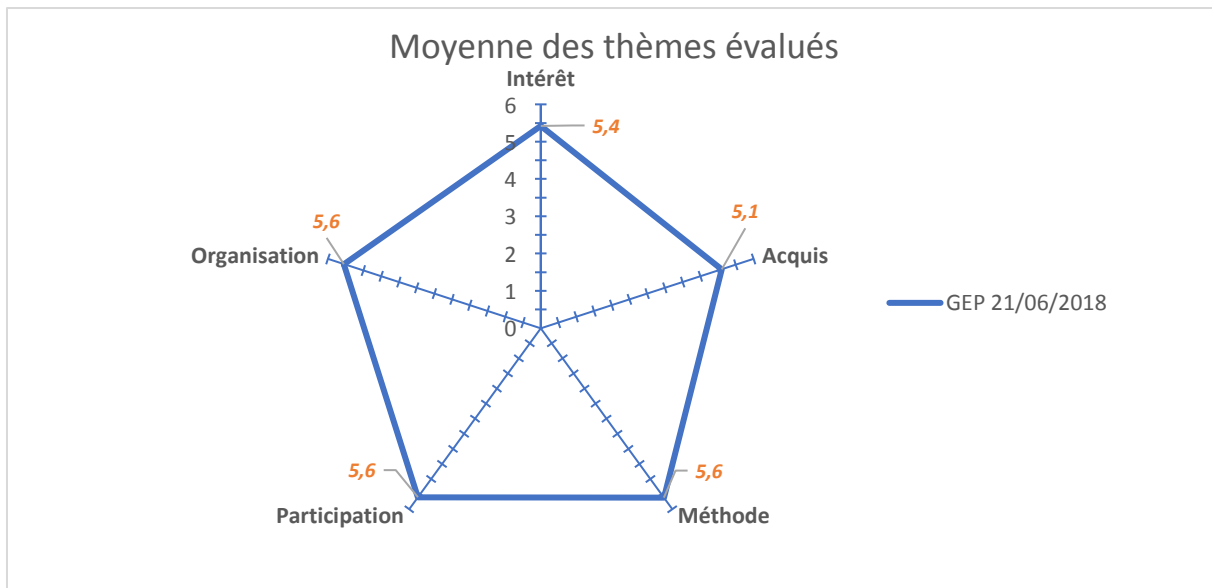 Moyenne des thèmes évalués
Intérêt
6
5,4
5
4
3
2
1
0
5,1
Acquis
5,6
Organisation
GEP 21/06/2018
5,6
Participation
5,6
Méthode